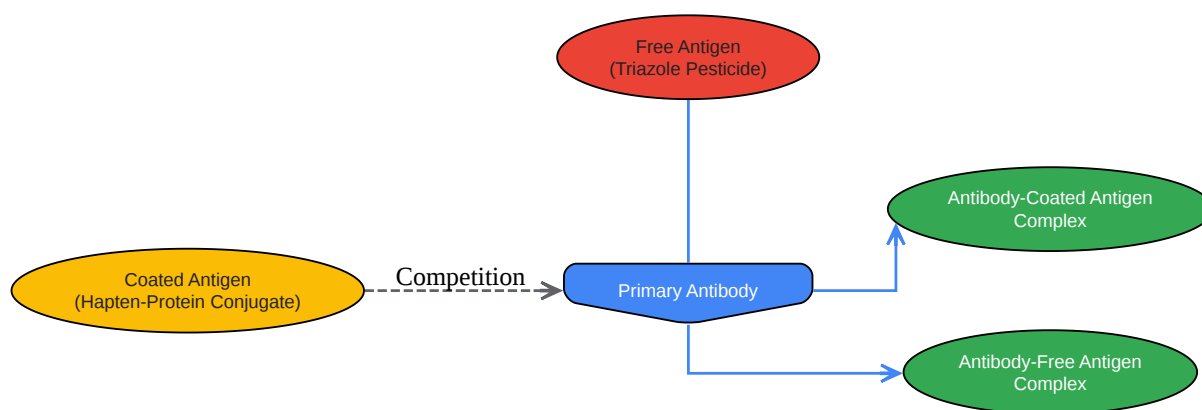 Free Antigen
(Triazole Pesticide)
Antibody-Coated Antigen
Complex
Coated Antigen
(Hapten-Protein Conjugate)
Competition
Primary Antibody
Antibody-Free Antigen
Complex